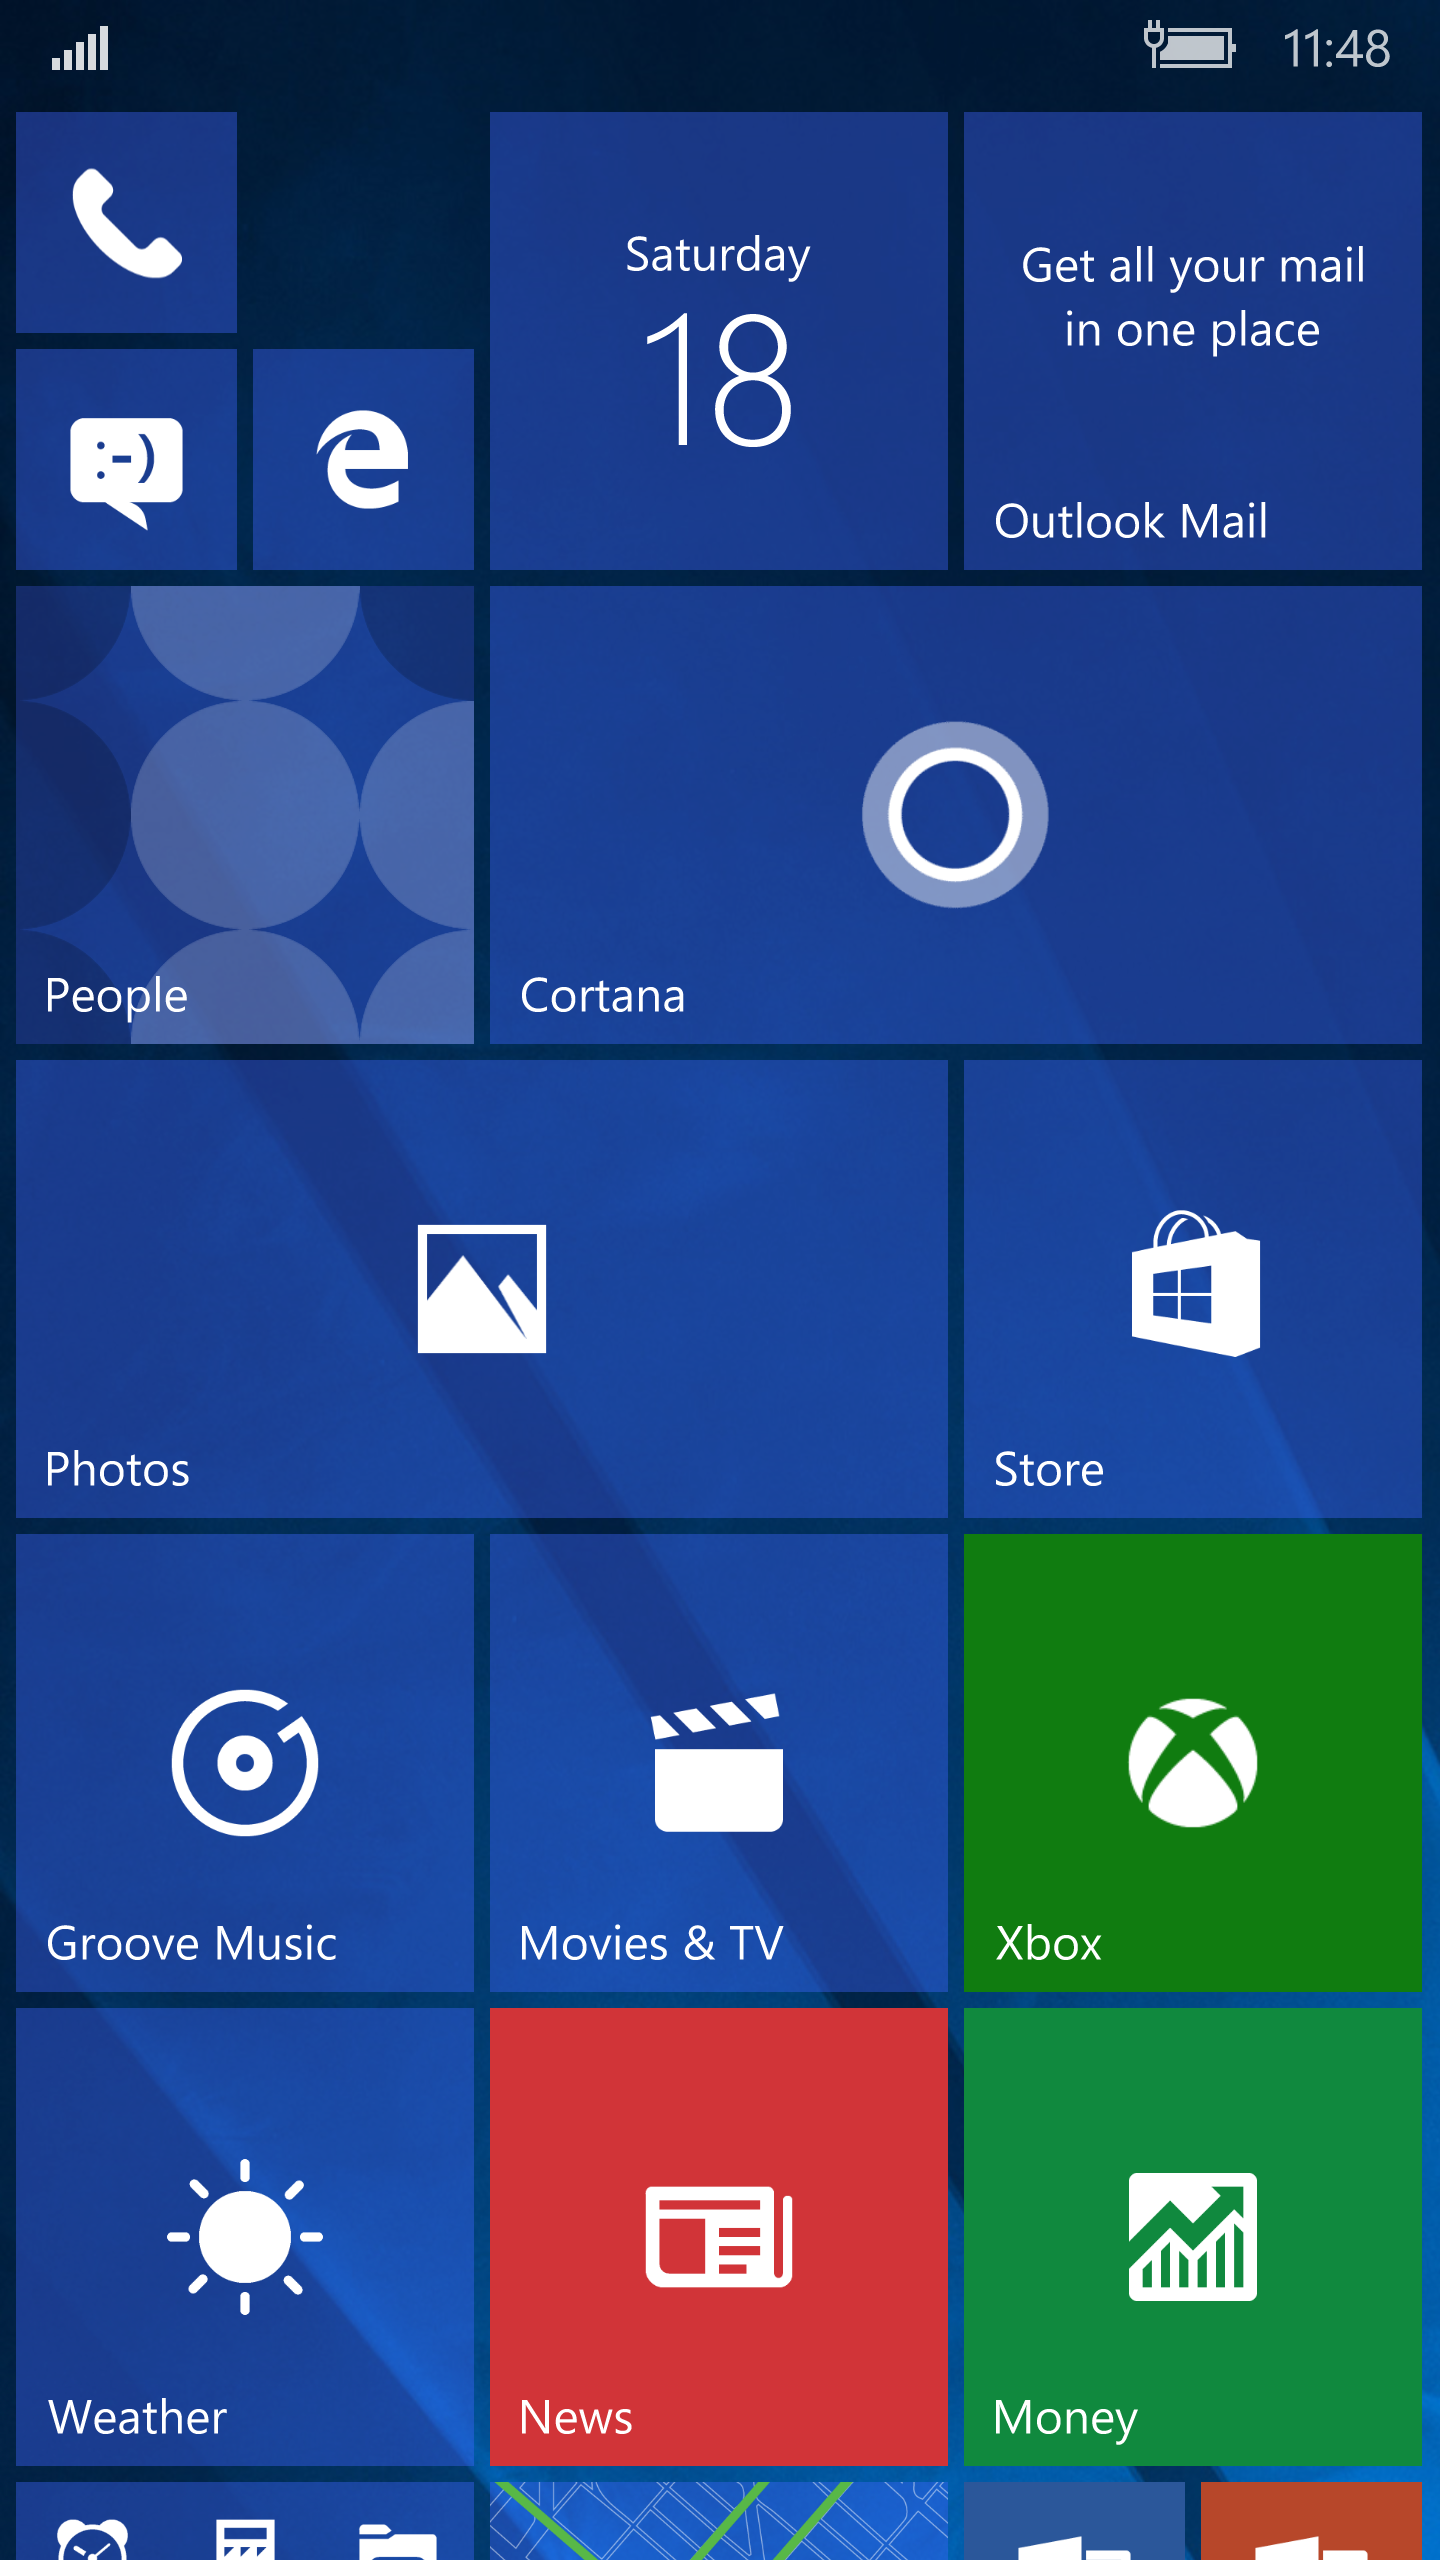 11:48
Saturday
18
Get all your mail
in one place
Outlook Mail
:-)
People
Cortana
Photos
Store
Groove Music
Movies & TV
Xbox
Weather
News
Money